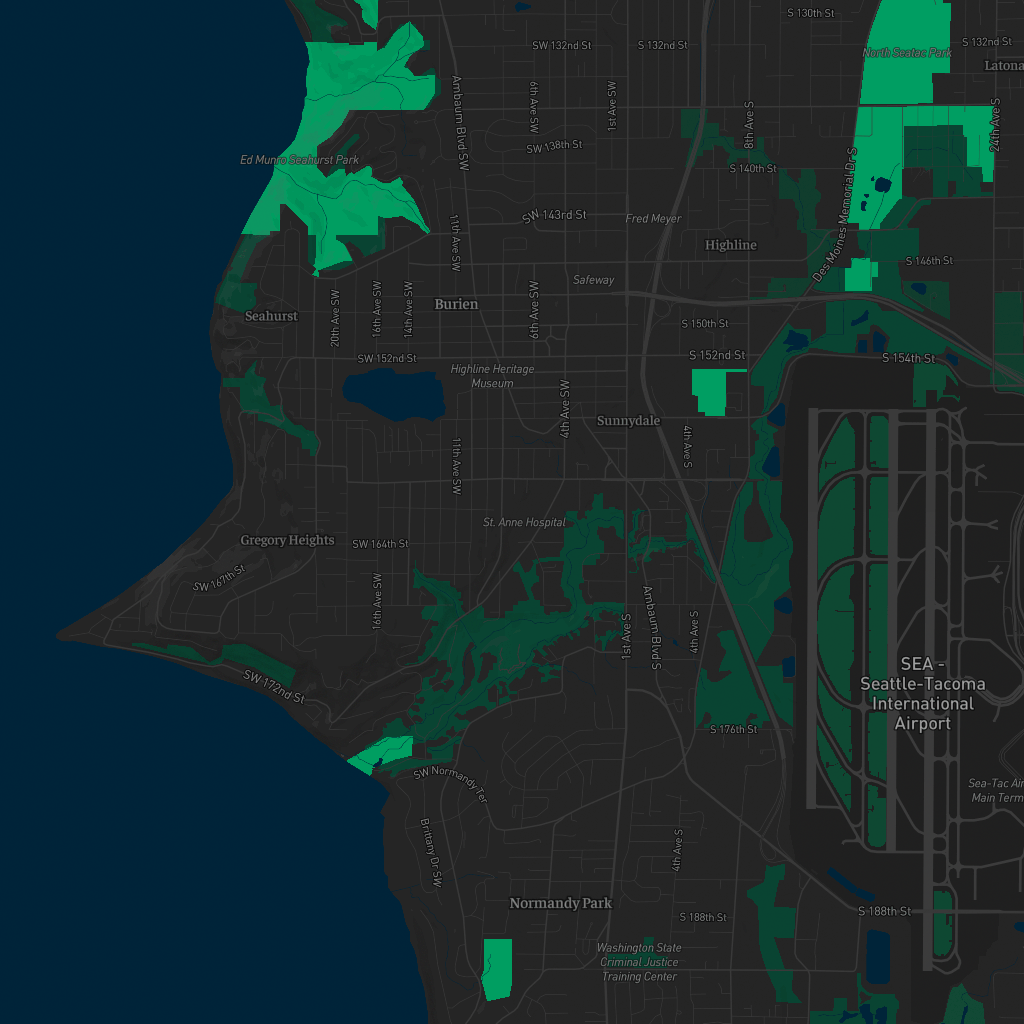 S 130th St
SW 132nd St
S 132nd St
S 132nd St
North Seatac Park
Ambaum Blvd SW
6th Ave SW
1st Ave SW
8th Ave S
24th Ave S
SW 138th St
Ed Munro Seahurst Park
S 140th St
Des Moines Memorial Dr S
SW 143rd St
Fred Meyer
11th Ave SW
Highline
S 146th St
Safeway
20th Ave SW
16th Ave SW
14th Ave SW
Burien
6th Ave SW
Seahurst
S 150th St
SW 152nd St
S 152nd St
S 154th St
Highline Heritage
Museum
4th Ave SW
Sunnydale
4th Ave S
11th Ave SW
St. Anne Hospital
Gregory Heights
SW 164th St
SW 167th St
16th Ave SW
1st Ave S
Ambaum Blvd S
4th Ave S
SEA -
Seattle-Tacoma
International
Airport
SW 172nd St
S 176th St
SW Normandy Ter
Sea-Tac
Main
Brittany Dr SW
4th Ave S
Normandy Park
S 188th St
S 188th St
Washington State
Criminal Justice
Training Center